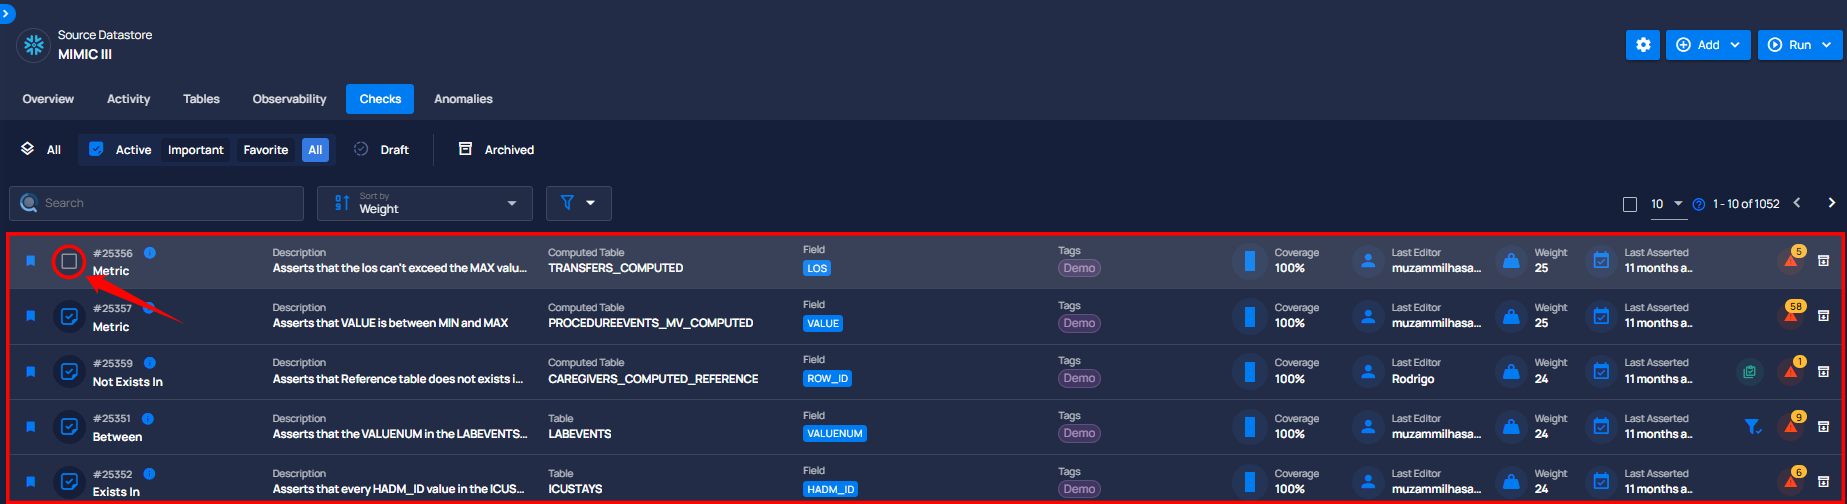 Source Datastore
MIMIC III
Add
Run
Overview Activity Tables Observability Checks Anomalies
All Active Important Favorite All Draft Archived
Search
Sort by
Weight
10 1 - 10 of 1052
#25356 Description Computed Table Field Tags Coverage Last Editor Weight Last Asserted 5
Metric Asserts that the los can't exceed the MAX valu... TRANSFERS_COMPUTED LOS Demo 100% muzammilhasa... 25 11 months a...
#25357 Description Computed Table Field Tags Coverage Last Editor Weight Last Asserted 58
Metric Asserts that VALUE is between MIN and MAX PROCEDUREEVENTS_MV_COMPUTED VALUE Demo 100% muzammilhasa... 25 11 months a...
#25359 Description Computed Table Field Tags Coverage Last Editor Weight Last Asserted 1
Not Exists In Asserts that Reference table does not exists i... CAREGIVERS_COMPUTED_REFERENCE ROW_ID Demo 100% Rodrigo 24 11 months a...
#25351 Description Table Field Tags Coverage Last Editor Weight Last Asserted 9
Between Asserts that the VALUENUM in the LABEVENTS... LABEVENTS VALUENUM Demo 100% muzammilhasa... 24 11 months a...
#25352 Description Table Field Tags Coverage Last Editor Weight Last Asserted 6
Exists In Asserts that every HADM_ID value in the ICUS... ICUSTAYS HADM_ID Demo 100% muzammilhasa... 24 11 months a...